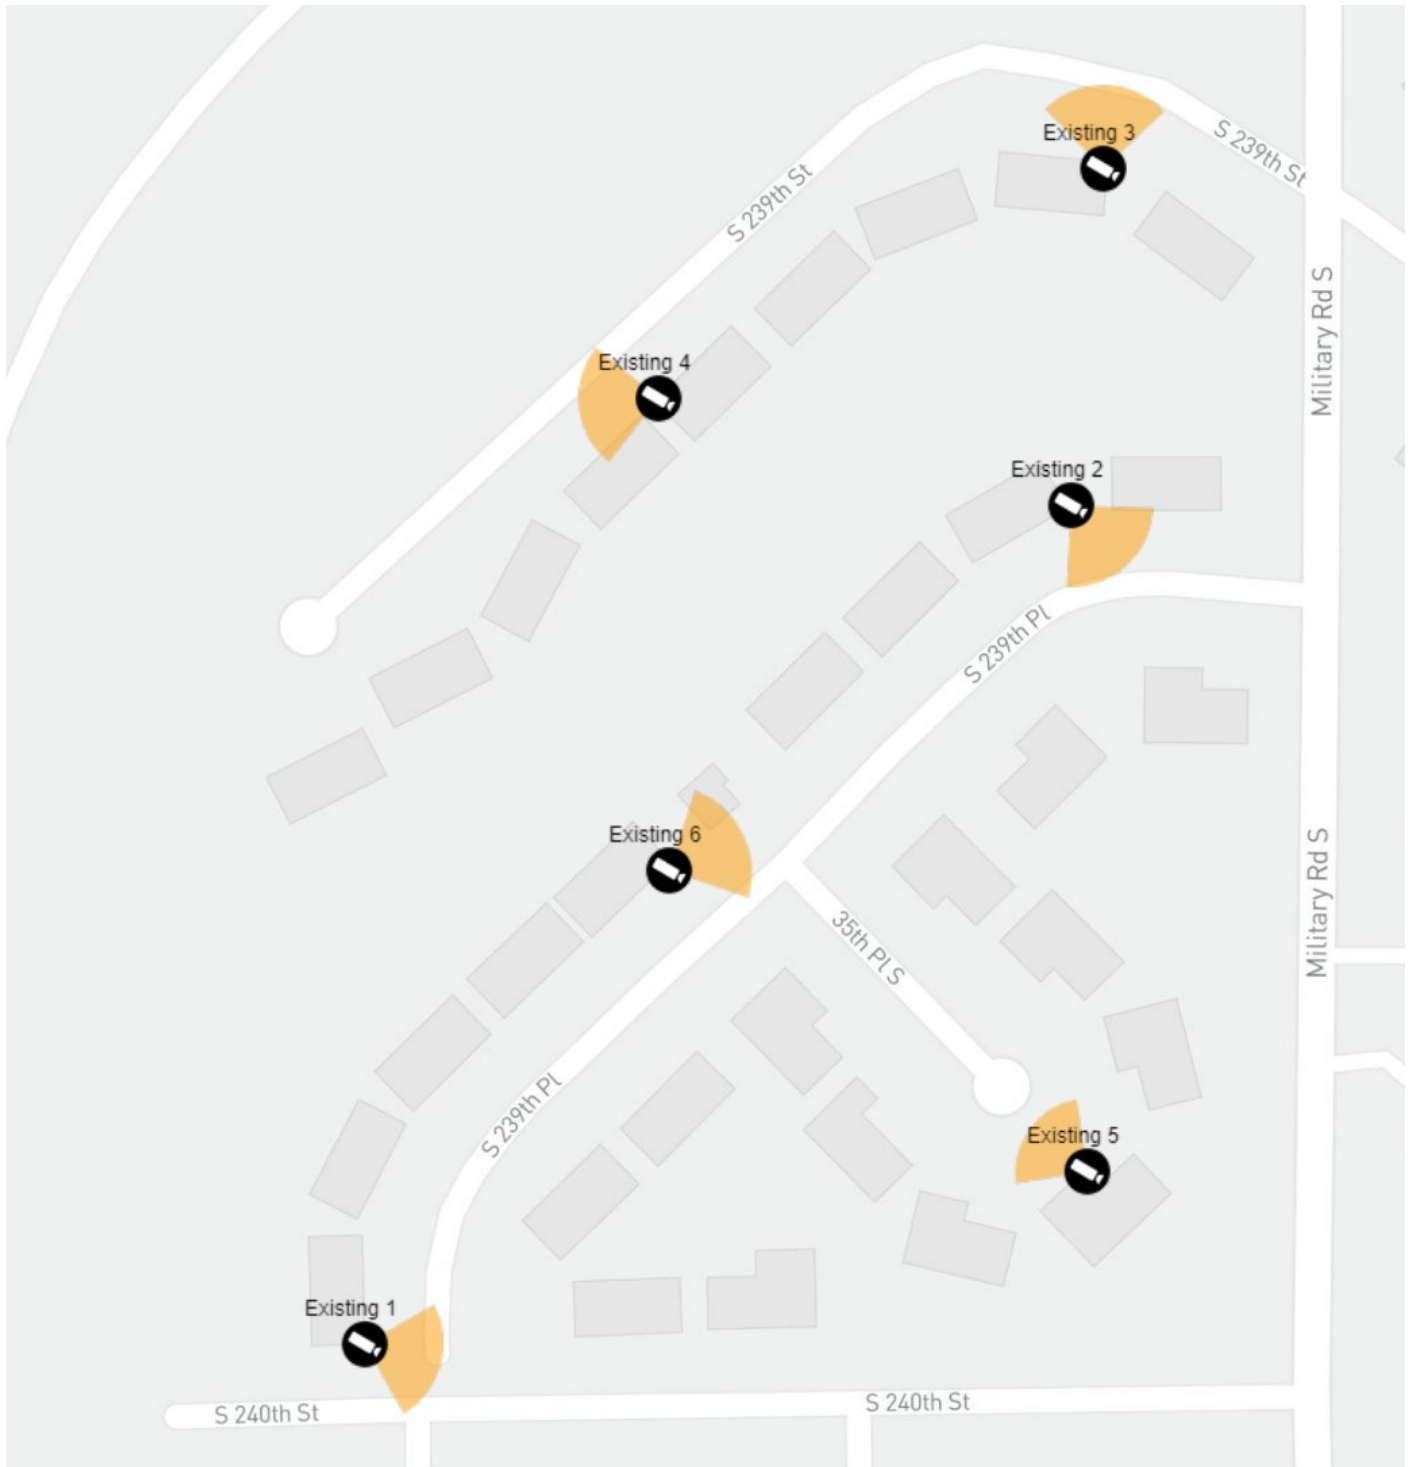 Existing 3
S 239th St
S 239th St
Military Rd S
Existing 4
Existing 2
S 239th Pl
Existing 6
Military Rd S
35th Pl S
S 239th Pl
Existing 5
Existing 1
S 240th St
S 240th St